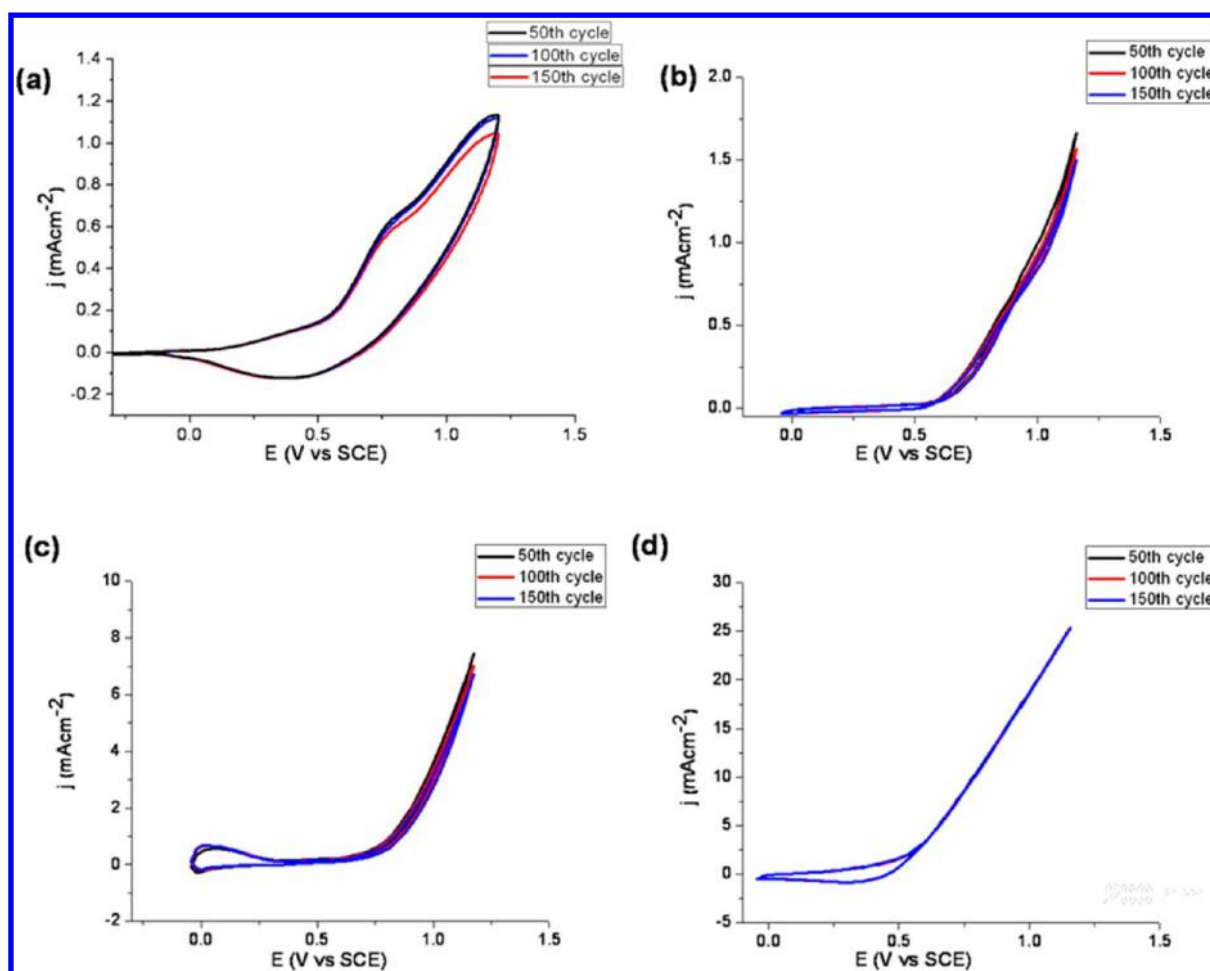 (a)
50th cycle
100th cycle
150th cycle
1.4
1.2
1.0
0.8
0.6
0.4
0.2
0.0
-0.2
j (mAcm-2)
0.0 0.5 1.0 1.5
E (V vs SCE)
(b)
50th cycle
100th cycle
150th cycle
2.0
1.5
1.0
0.5
0.0
j (mAcm-2)
0.0 0.5 1.0 1.5
E (V vs SCE)
(c)
50th cycle
100th cycle
150th cycle
10
8
6
4
2
0
-2
j (mAcm-2)
0.0 0.5 1.0 1.5
E (V vs SCE)
(d)
50th cycle
100th cycle
150th cycle
30
25
20
15
10
5
0
-5
j (mAcm-2)
0.0 0.5 1.0 1.5
E (V vs SCE)